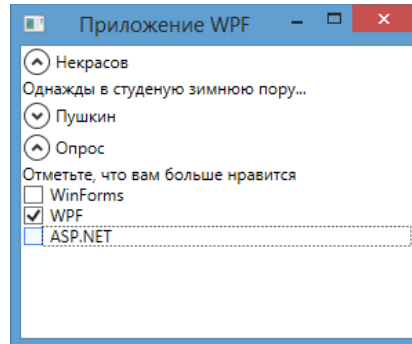 Приложение WPF
Некрасов
Однажды в студеную зимнюю пору...
Пушкин
Опрос
Отметьте, что вам больше нравится
WinForms
WPF
ASP.NET